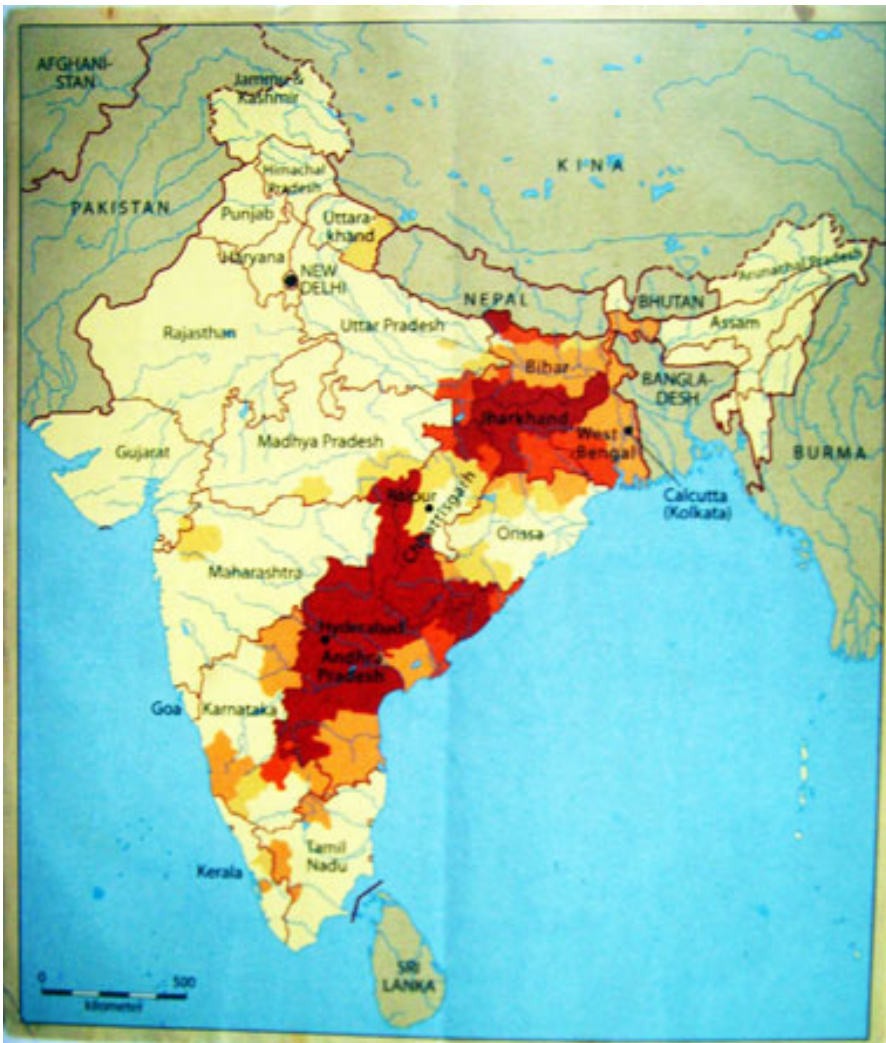 AFGHANI-
STAN
Jammu &
Kashmir
KINA
Himachal
Pradesh
PAKISTAN
Punjab
Uttara-
khand
Haryana
NEW
DELHI
NEPAL
BHUTAN
Arunachal Pradesh
Assam
Rajasthan
Uttar Pradesh
Bihar
BANGLA-
DESH
Jharkhand
West
Bengal
BURMA
Gujarat
Madhya Pradesh
Calcutta
(Kolkata)
Raipur
Chhattisgath
Orissa
Maharashtra
Hyderabad
Andhra
Pradesh
Goa
Karnataka
Tamil
Nadu
Kerala
SRI
LANKA
0
500
kilometer